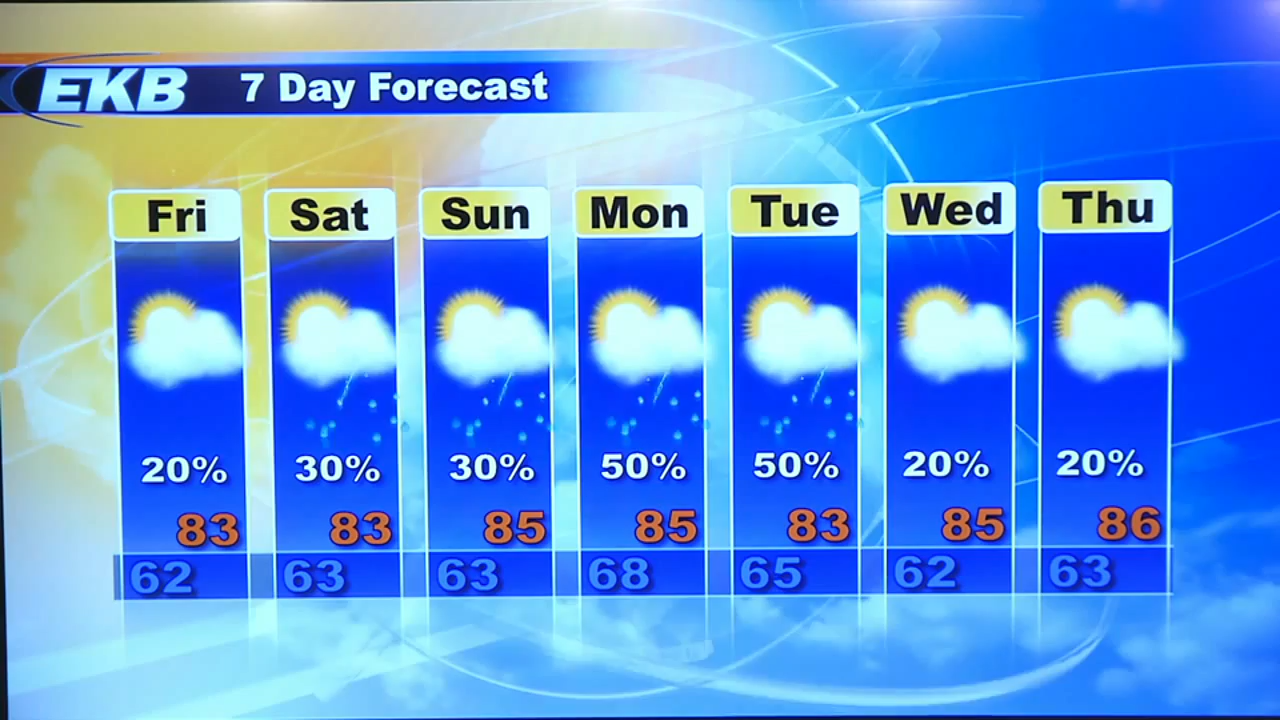 EKB 7 Day Forecast
Fri Sat Sun Mon Tue Wed Thu
20% 30% 30% 50% 50% 20% 20%
83 83 85 85 83 85 86
62 63 63 68 65 62 63